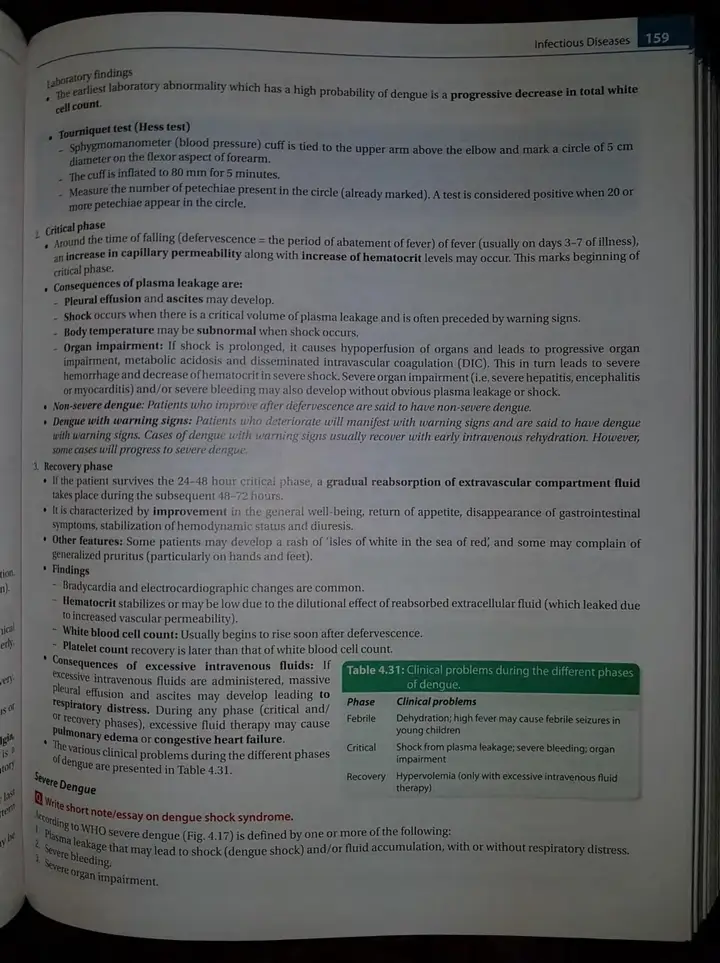 Infectious Diseases 159
Laboratory findings
• The earliest laboratory abnormality which has a high probability of dengue is a progressive decrease in total white
cell count.
• Tourniquet test (Hess test)
– Sphygmomanometer (blood pressure) cuff is tied to the upper arm above the elbow and mark a circle of 5 cm
diameter on the flexor aspect of forearm.
– The cuff is inflated to 80 mm for 5 minutes.
– Measure the number of petechiae present in the circle (already marked). A test is considered positive when 20 or
more petechiae appear in the circle.
2. Critical phase
• Around the time of falling (defervescence = the period of abatement of fever) of fever (usually on days 3–7 of illness),
an increase in capillary permeability along with increase of hematocrit levels may occur. This marks beginning of
critical phase.
• Consequences of plasma leakage are:
– Pleural effusion and ascites may develop.
– Shock occurs when there is a critical volume of plasma leakage and is often preceded by warning signs.
– Body temperature may be subnormal when shock occurs.
– Organ impairment: If shock is prolonged, it causes hypoperfusion of organs and leads to progressive organ
impairment, metabolic acidosis and disseminated intravascular coagulation (DIC). This in turn leads to severe
hemorrhage and decrease of hematocrit in severe shock. Severe organ impairment (i.e. severe hepatitis, encephalitis
or myocarditis) and/or severe bleeding may also develop without obvious plasma leakage or shock.
• Non-severe dengue: Patients who improve after defervescence are said to have non-severe dengue.
• Dengue with warning signs: Patients who deteriorate will manifest with warning signs and are said to have dengue
with warning signs. Cases of dengue with warning signs usually recover with early intravenous rehydration. However,
some cases will progress to severe dengue.
3. Recovery phase
• If the patient survives the 24–48 hour critical phase, a gradual reabsorption of extravascular compartment fluid
takes place during the subsequent 48–72 hours.
• It is characterized by improvement in the general well-being, return of appetite, disappearance of gastrointestinal
symptoms, stabilization of hemodynamic status and diuresis.
• Other features: Some patients may develop a rash of 'isles of white in the sea of red', and some may complain of
generalized pruritus (particularly on hands and feet).
• Findings
– Bradycardia and electrocardiographic changes are common.
– Hematocrit stabilizes or may be low due to the dilutional effect of reabsorbed extracellular fluid (which leaked due
to increased vascular permeability).
– White blood cell count: Usually begins to rise soon after defervescence.
– Platelet count recovery is later than that of white blood cell count.
• Consequences of excessive intravenous fluids: If
excessive intravenous fluids are administered, massive
pleural effusion and ascites may develop leading to
respiratory distress. During any phase (critical and/
or recovery phases), excessive fluid therapy may cause
pulmonary edema or congestive heart failure.
• The various clinical problems during the different phases
of dengue are presented in Table 4.31.
Table 4.31: Clinical problems during the different phases
of dengue.
Phase Clinical problems
Febrile Dehydration; high fever may cause febrile seizures in
young children
Critical Shock from plasma leakage; severe bleeding; organ
impairment
Recovery Hypervolemia (only with excessive intravenous fluid
therapy)
Severe Dengue
Q Write short note/essay on dengue shock syndrome.
According to WHO severe dengue (Fig. 4.17) is defined by one or more of the following:
1. Plasma leakage that may lead to shock (dengue shock) and/or fluid accumulation, with or without respiratory distress.
2. Severe bleeding.
3. Severe organ impairment.